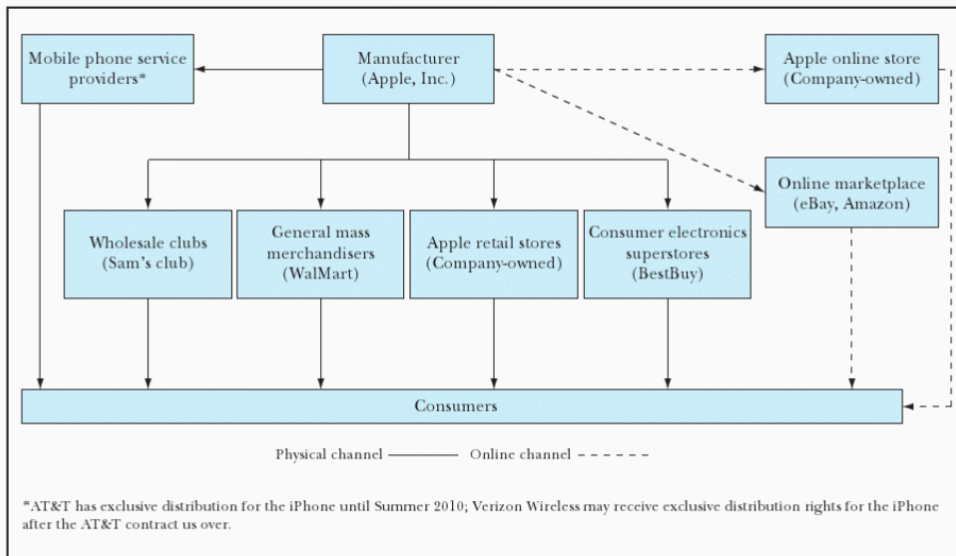 Mobile phone service
providers*
Manufacturer
(Apple, Inc.)
Apple online store
(Company-owned)
Online marketplace
(eBay, Amazon)
Wholesale clubs
(Sam's club)
General mass
merchandisers
(WalMart)
Apple retail stores
(Company-owned)
Consumer electronics
superstores
(BestBuy)
Consumers
Physical channel
Online channel
*AT&T has exclusive distribution for the iPhone until Summer 2010; Verizon Wireless may receive exclusive distribution rights for the iPhone
after the AT&T contract us over.